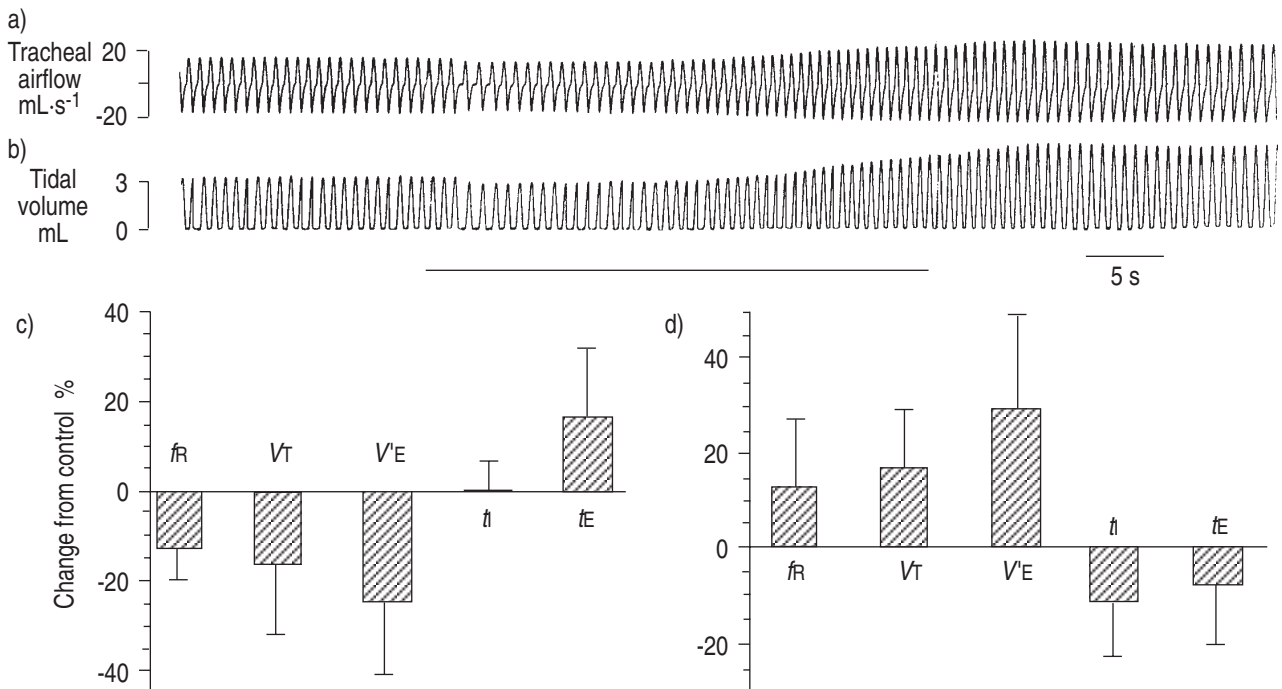 a)
Tracheal
airflow
mL·s⁻¹
20
-20
b)
Tidal
volume
mL
3
0
5 s
c)
Change from control %
40
20
0
-20
-40
fR
VT
V'E
tI
tE
d)
40
20
0
-20
fR
VT
V'E
tI
tE